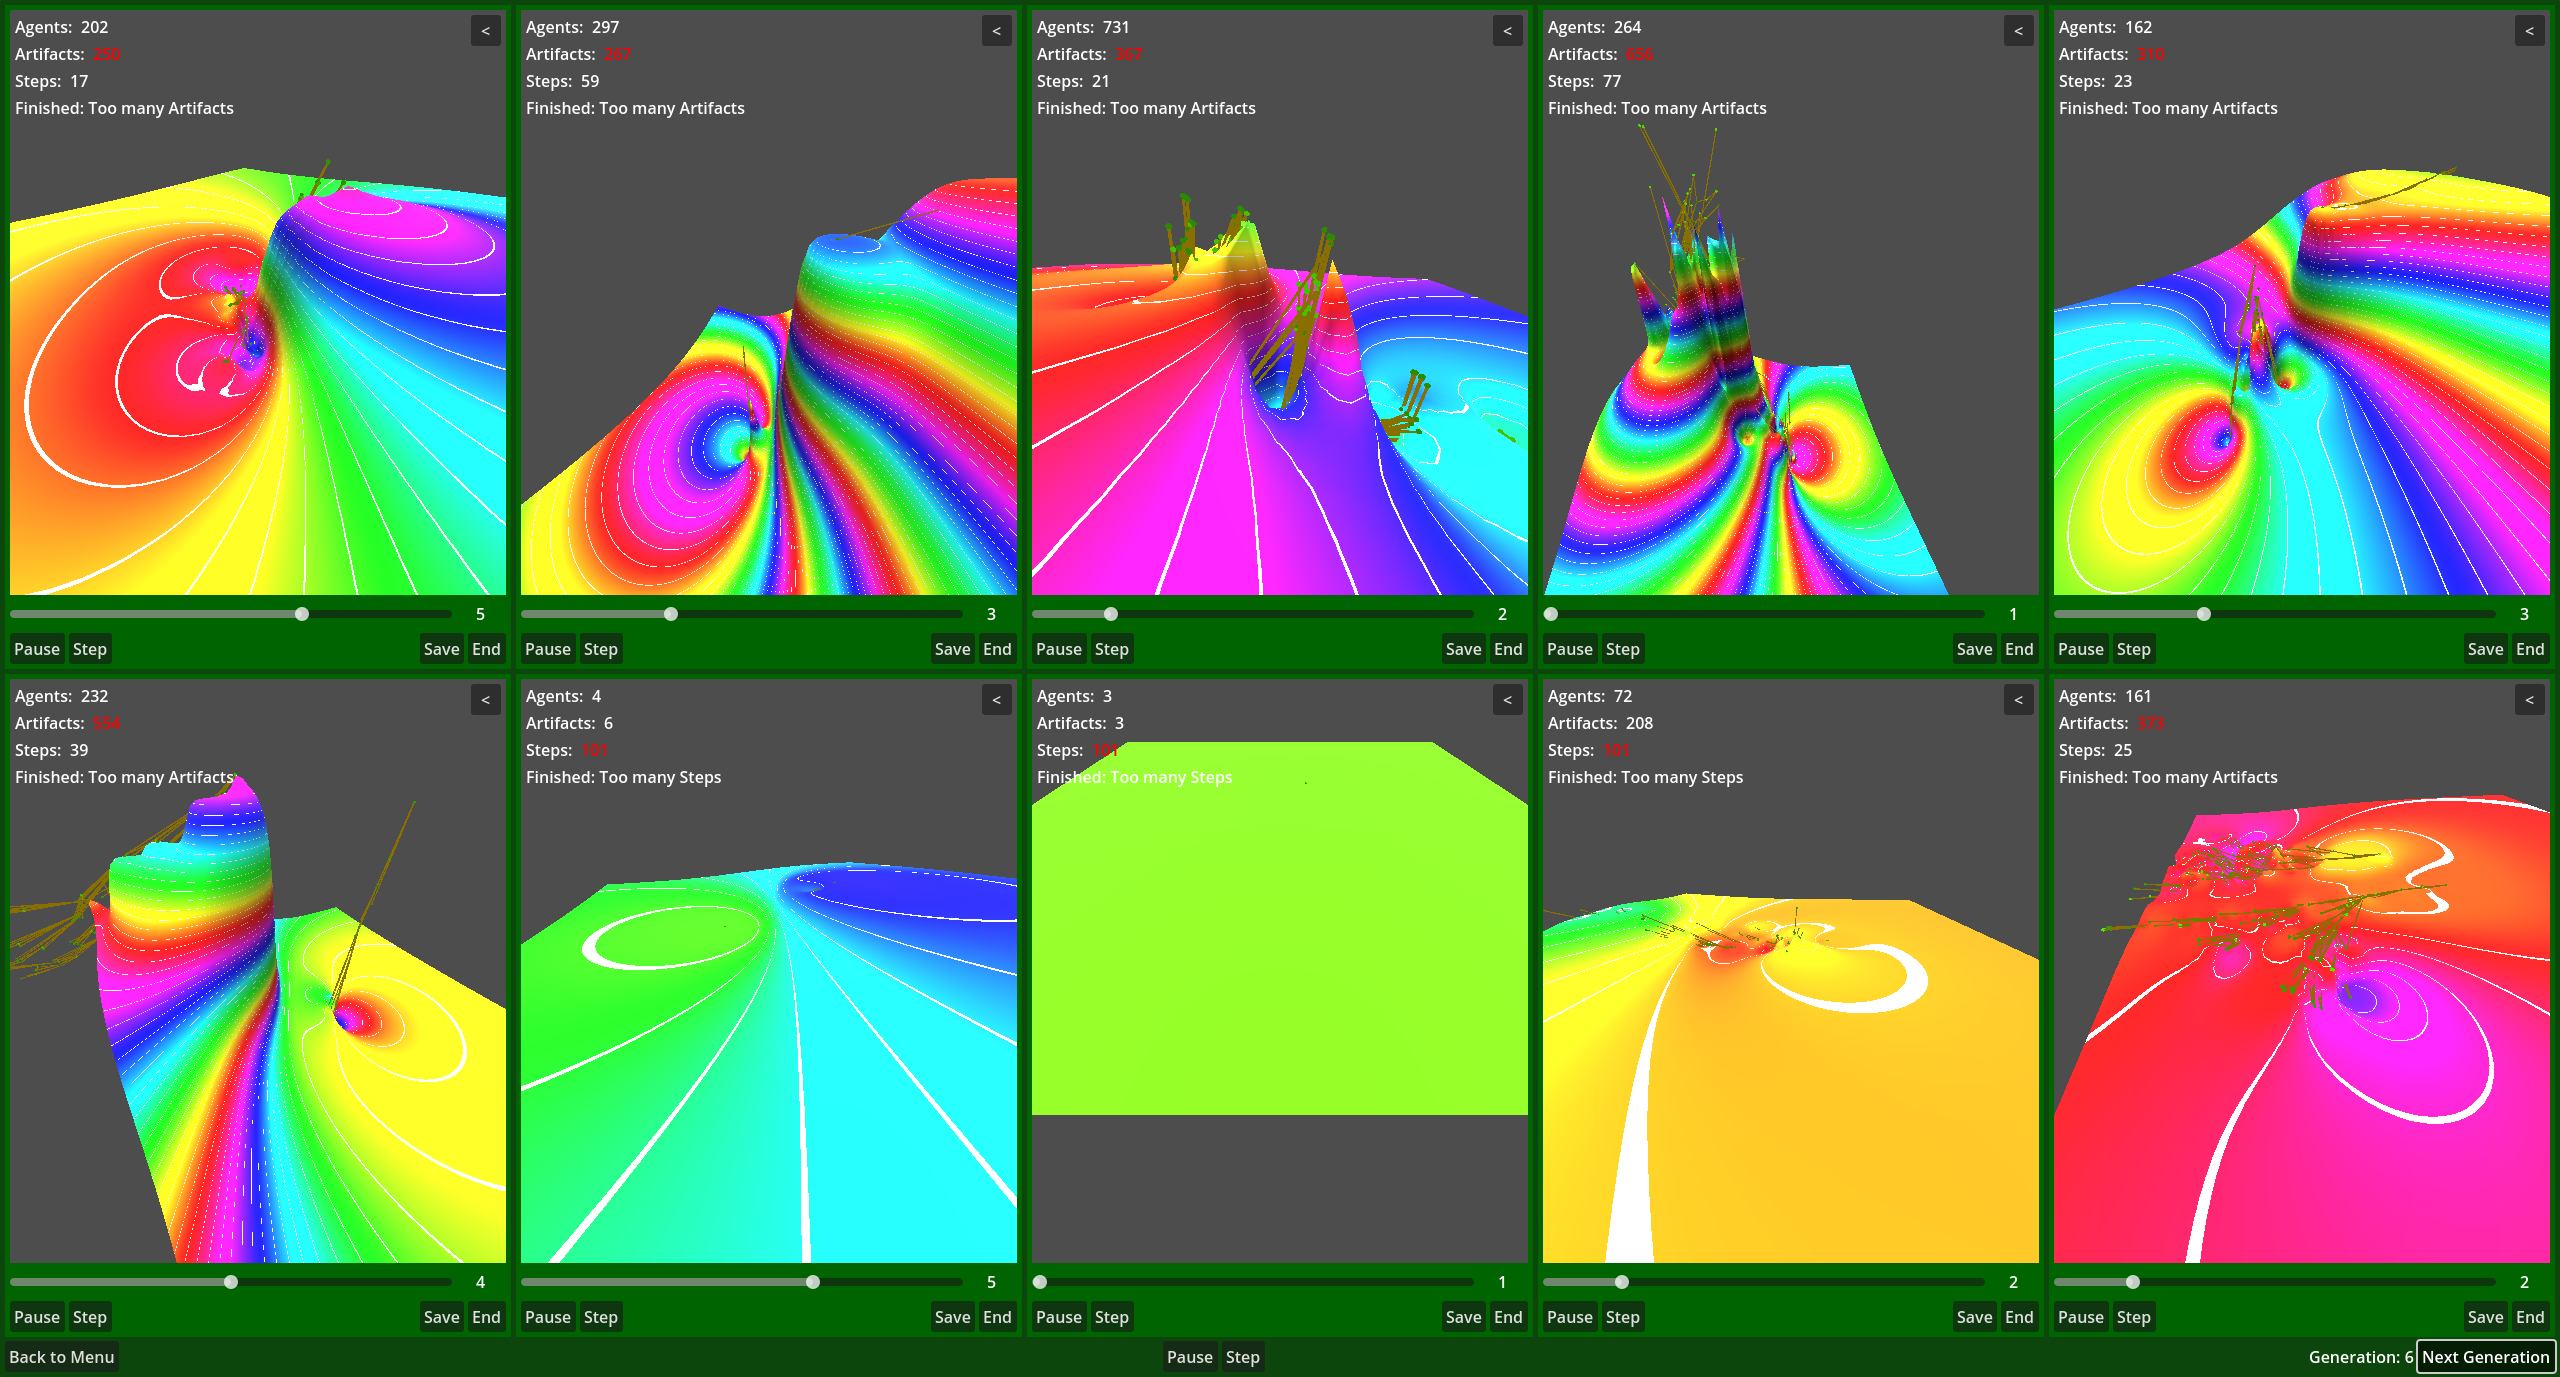 Agents: 202
Artifacts: 250
Steps: 17
Finished: Too many Artifacts
<
5
Pause Step Save End
Agents: 297
Artifacts: 267
Steps: 59
Finished: Too many Artifacts
<
3
Pause Step Save End
Agents: 731
Artifacts: 367
Steps: 21
Finished: Too many Artifacts
<
2
Pause Step Save End
Agents: 264
Artifacts: 656
Steps: 77
Finished: Too many Artifacts
<
1
Pause Step Save End
Agents: 162
Artifacts: 310
Steps: 23
Finished: Too many Artifacts
<
3
Pause Step Save End
Agents: 232
Artifacts: 554
Steps: 39
Finished: Too many Artifacts
<
4
Pause Step Save End
Agents: 4
Artifacts: 6
Steps: 101
Finished: Too many Steps
<
5
Pause Step Save End
Agents: 3
Artifacts: 3
Steps: 101
Finished: Too many Steps
<
1
Pause Step Save End
Agents: 72
Artifacts: 208
Steps: 101
Finished: Too many Steps
<
2
Pause Step Save End
Agents: 161
Artifacts: 373
Steps: 25
Finished: Too many Artifacts
<
2
Pause Step Save End
Back to Menu Pause Step Generation: 6 Next Generation